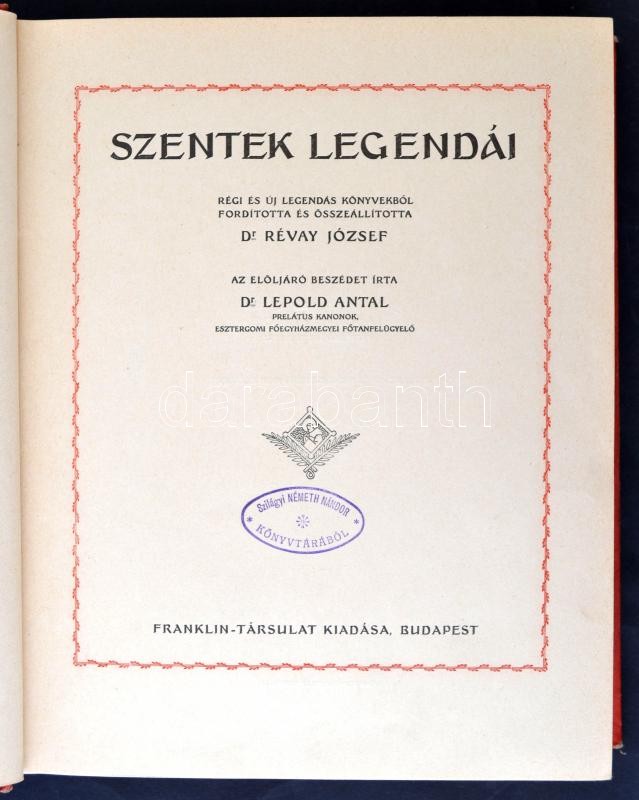 SZENTEK LEGENDÁI
RÉGI ÉS ÚJ LEGENDÁS KÖNYVEKBŐL
FORDÍTOTTA ÉS ÖSSZEÁLLÍTOTTA
Dr RÉVAY JÓZSEF
AZ ELŐLJÁRÓ BESZÉDET ÍRTA
Dr LEPOLD ANTAL
PRELÁTUS KANONOK,
ESZTERGOMI FŐEGYHÁZMEGYEI FŐTANFELÜGYELŐ
darabanth
Szilágyi NÉMETH NÁNDOR
* KÖNYVTÁRÁBÓL *
FRANKLIN-TÁRSULAT KIADÁSA, BUDAPEST